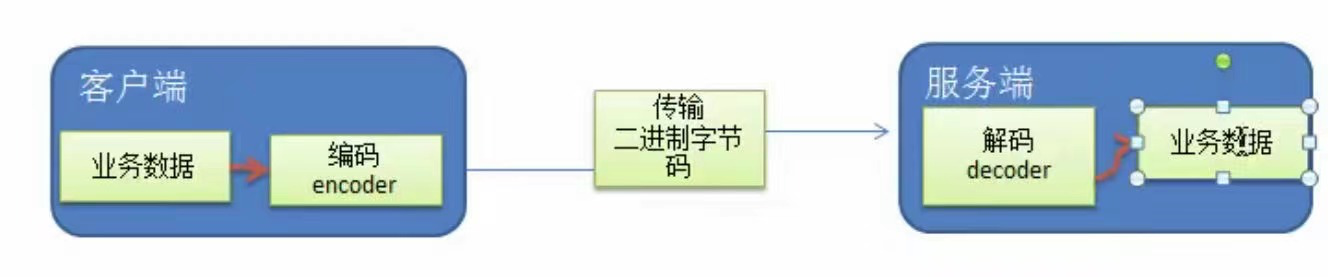 客户端
业务数据
编码
encoder
传输
二进制字节
码
服务端
解码
decoder
业务数据